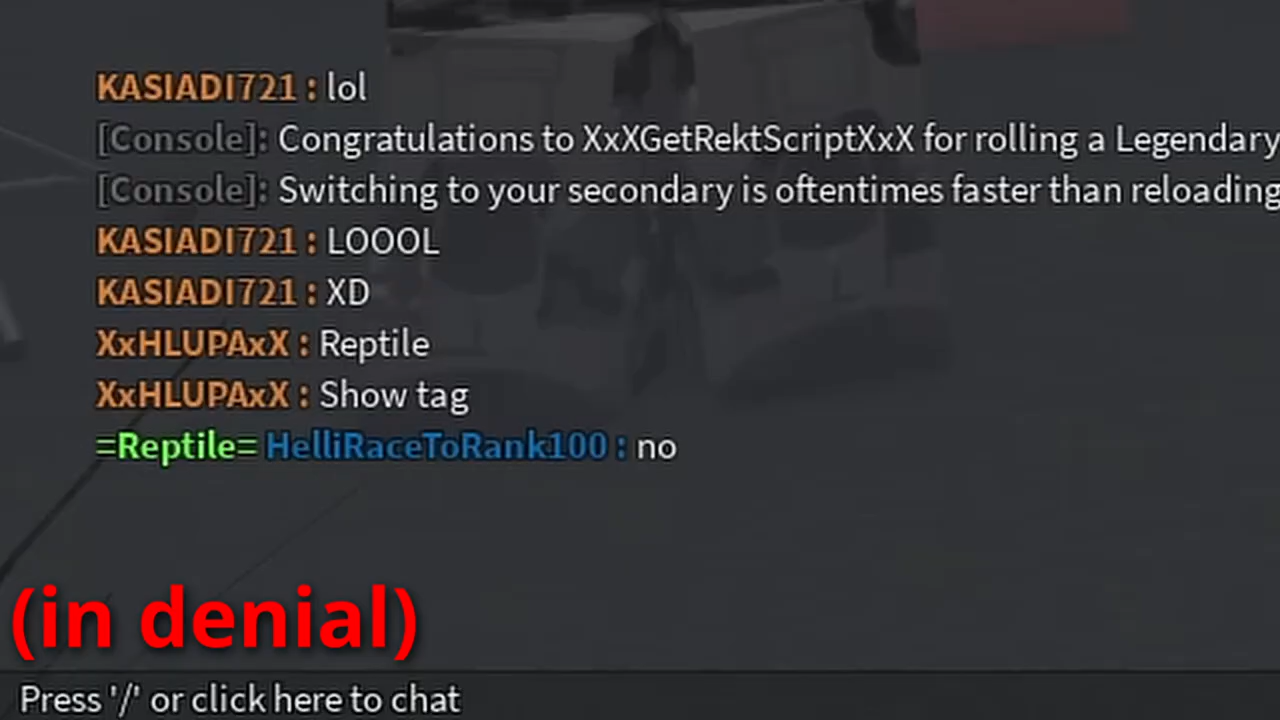 KASIADI721 : lol
[Console]: Congratulations to XxXGetRektScriptXxX for rolling a Legendary
[Console]: Switching to your secondary is oftentimes faster than reloading
KASIADI721 : LOOOL
KASIADI721 : XD
XxHLUPAxX : Reptile
XxHLUPAxX : Show tag
=Reptile= HelliRaceToRank100 : no
(in denial)
Press '/' or click here to chat